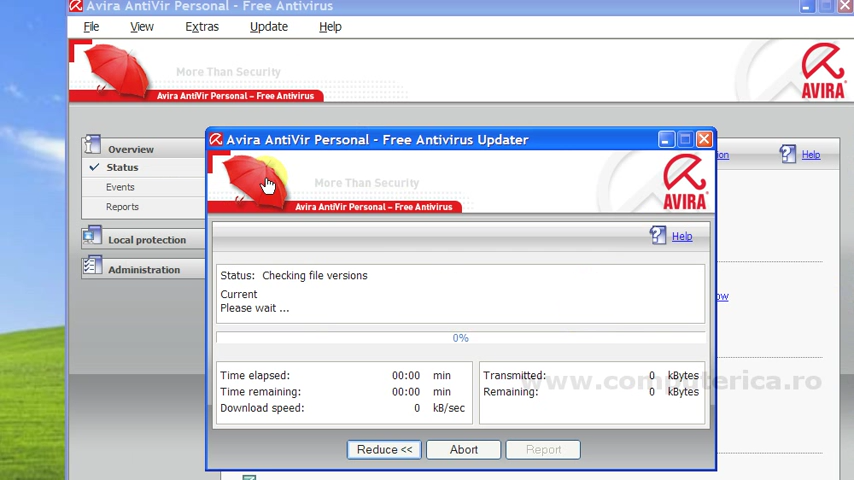 Avira AntiVir Personal - Free Antivirus
File View Extras Update Help
More Than Security
Avira AntiVir Personal – Free Antivirus
AVIRA
Overview
Status
Events
Reports
Local protection
Administration
Help
Avira AntiVir Personal - Free Antivirus Updater
More Than Security
Avira AntiVir Personal – Free Antivirus
AVIRA
Help
Status: Checking file versions
Current
Please wait ...
0%
Time elapsed: 00:00 min
Time remaining: 00:00 min
Download speed: 0 kB/sec
Transmitted: 0 kBytes
Remaining: 0 kBytes
www.computerica.ro
Reduce << Abort Report